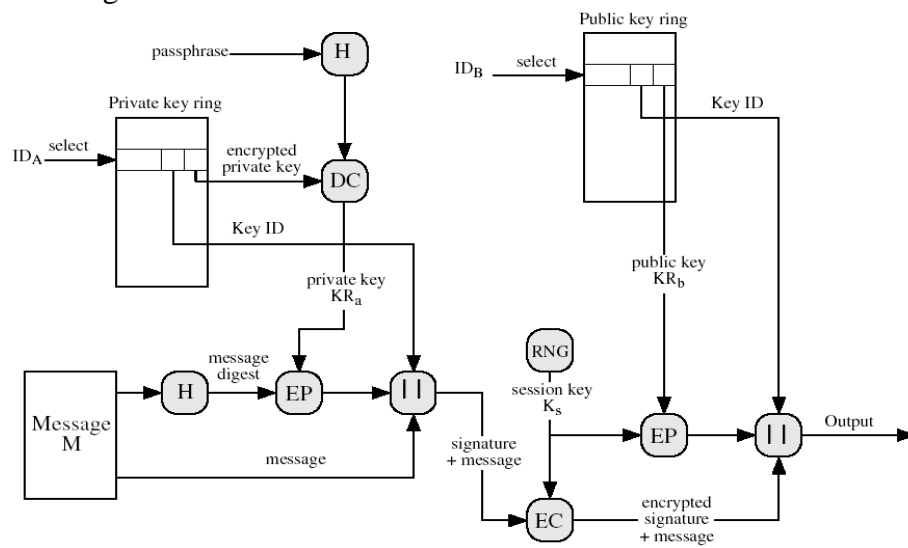 Public key ring
passphrase
H
ID_B
select
Key ID
Private key ring
ID_A
select
encrypted
private key
DC
Key ID
public key
KR_b
private key
KR_a
RNG
session key
K_s
Message
M
H
message
digest
EP
||
message
signature
+ message
EP
||
Output
EC
encrypted
signature
+ message